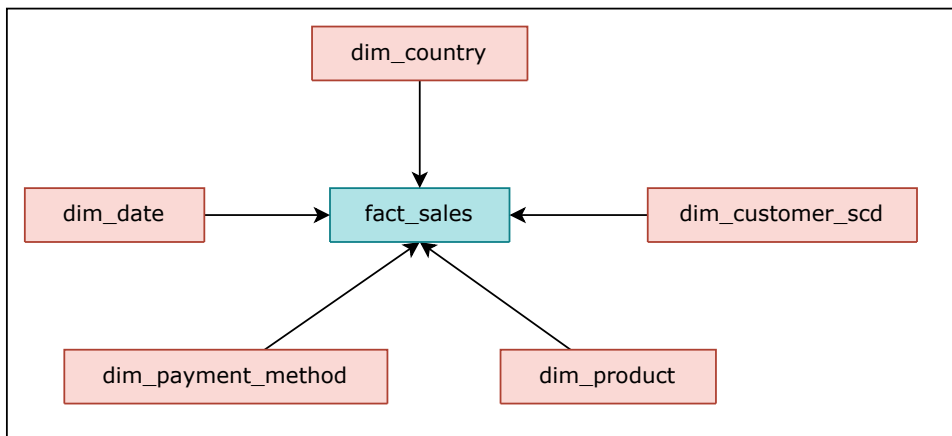 dim_country
dim_date
fact_sales
dim_customer_scd
dim_payment_method
dim_product